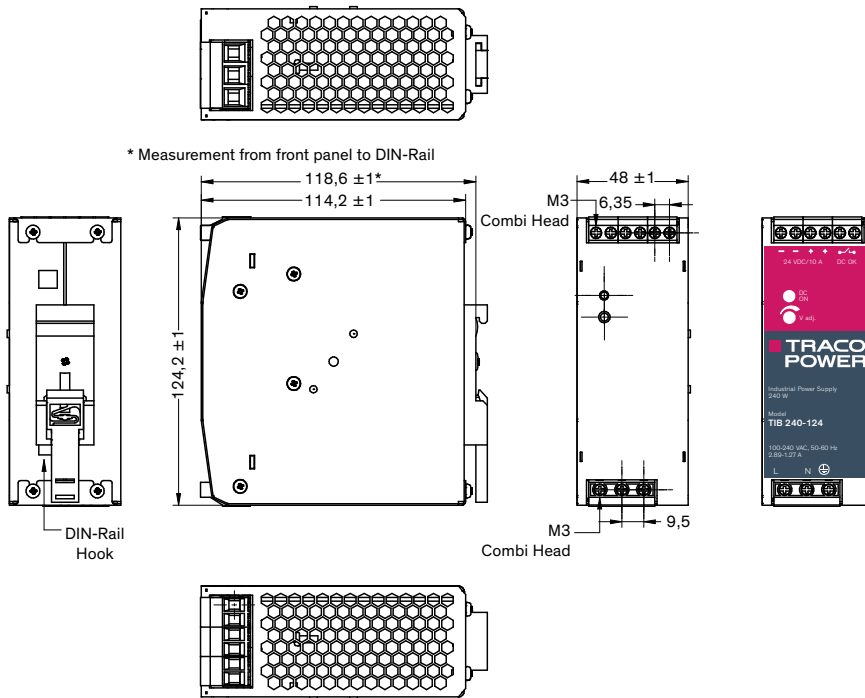 * Measurement from front panel to DIN-Rail
118,6 ±1*
114,2 ±1
124,2 ±1
DIN-Rail
Hook
48 ±1
6,35
M3
Combi Head
M3
Combi Head
9,5
- - + +
24 VDC/10 A DC OK
DC
ON
V adj.
TRACO
POWER
Industrial Power Supply
240 W
Model
TIB 240-124
100-240 VAC, 50-60 Hz
2.89-1.27 A
L N